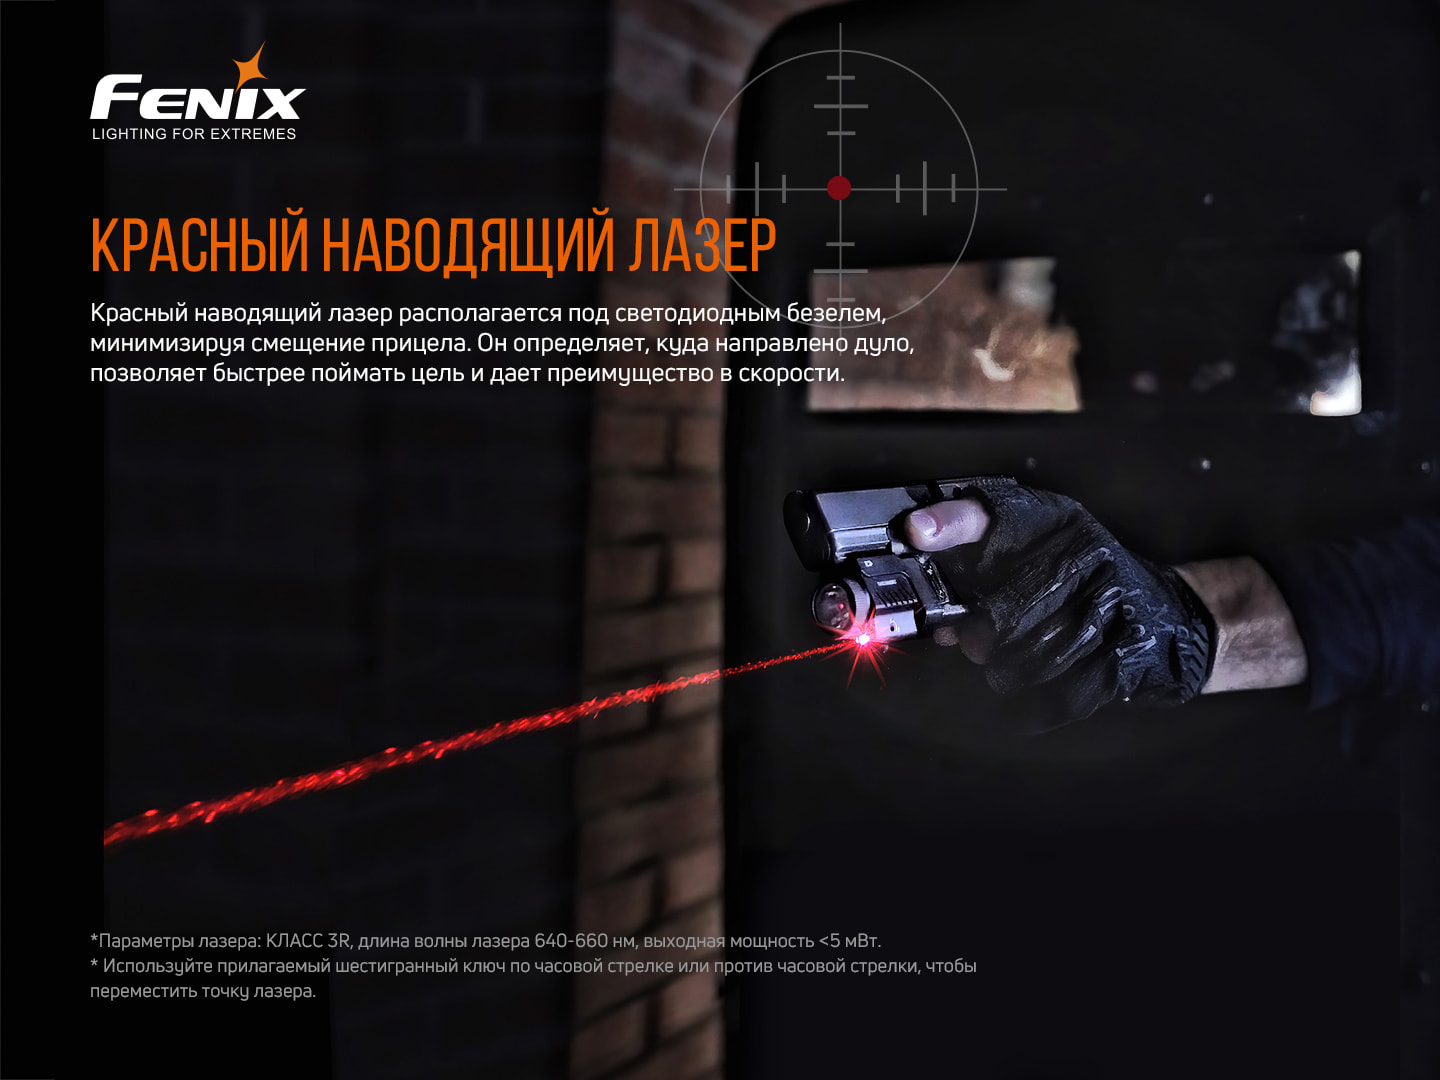 FENIX
LIGHTING FOR EXTREMES
КРАСНЫЙ НАВОДЯЩИЙ ЛАЗЕР
Красный наводящий лазер располагается под светодиодным безелем,
минимизируя смещение прицела. Он определяет, куда направлено дуло,
позволяет быстрее поймать цель и дает преимущество в скорости.
*Параметры лазера: КЛАСС 3R, длина волны лазера 640-660 нм, выходная мощность <5 мВт.
* Используйте прилагаемый шестигранный ключ по часовой стрелке или против часовой стрелки, чтобы
переместить точку лазера.